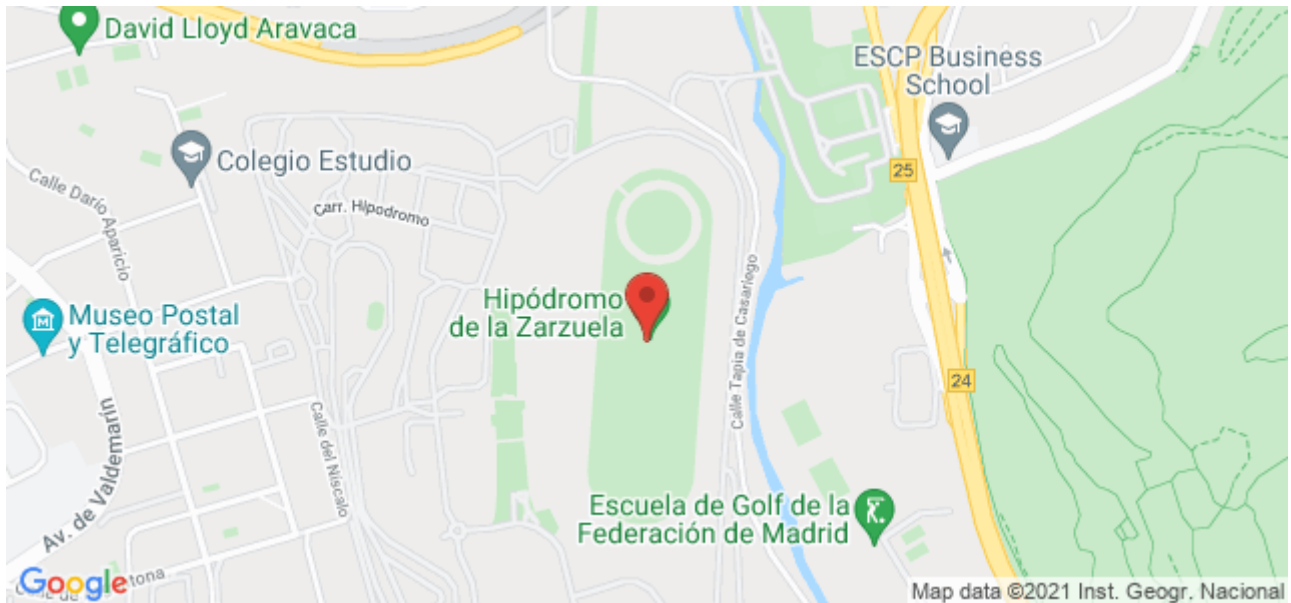 David Lloyd Aravaca
ESCP Business
School
Colegio Estudio
25
Calle Darío Aparicio
Carr. Hipodromo
Hipódromo
de la Zarzuela
Museo Postal
y Telegráfico
Calle Tapia de Casariego
24
Av. de Valdemarín
Calle del Níscalo
Escuela de Golf de la
Federación de Madrid
Google
Map data ©2021 Inst. Geogr. Nacional